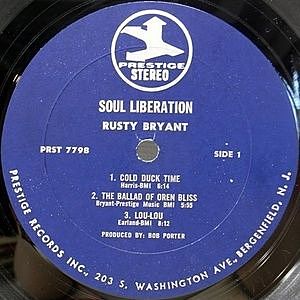 PRESTIGE
STEREO
SOUL LIBERATION
RUSTY BRYANT
PRST 7798
SIDE 1
1. COLD DUCK TIME
Harris-BMI 6:14
2. THE BALLAD OF OREN BLISS
Bryant-Prestige Music BMI 5:59
3. LOU-LOU
Earland-BMI 8:12
PRODUCED BY: BOB PORTER
PRESTIGE RECORDS INC., 203 S. WASHINGTON AVE., BERGENFIELD, N. J.